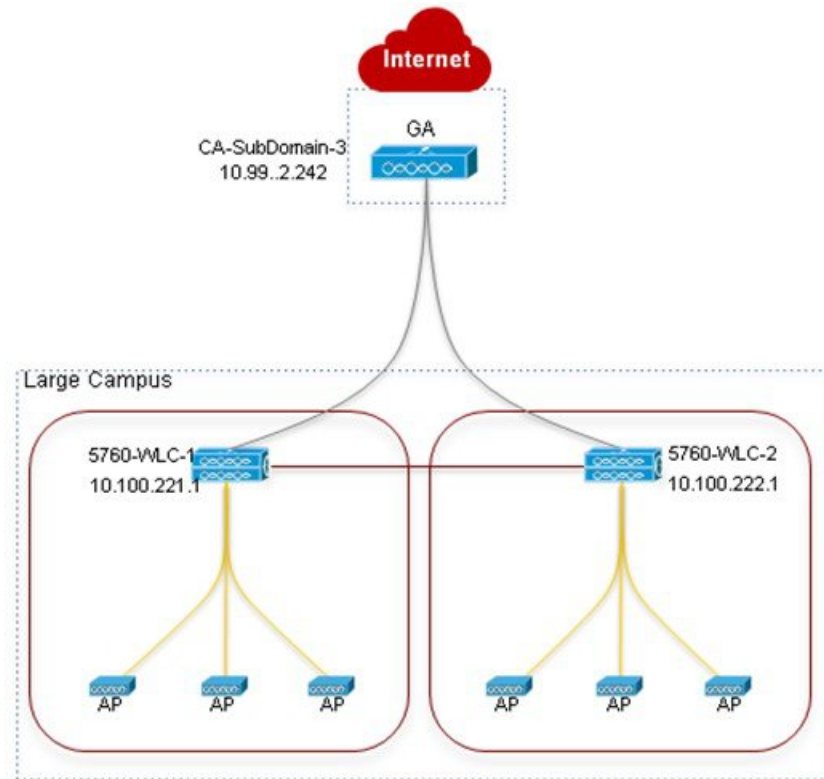 Internet
GA
CA-SubDomain-3
10.99..2.242
Large Campus
5760-WLC-1
10.100.221.1
5760-WLC-2
10.100.222.1
AP
AP
AP
AP
AP
AP